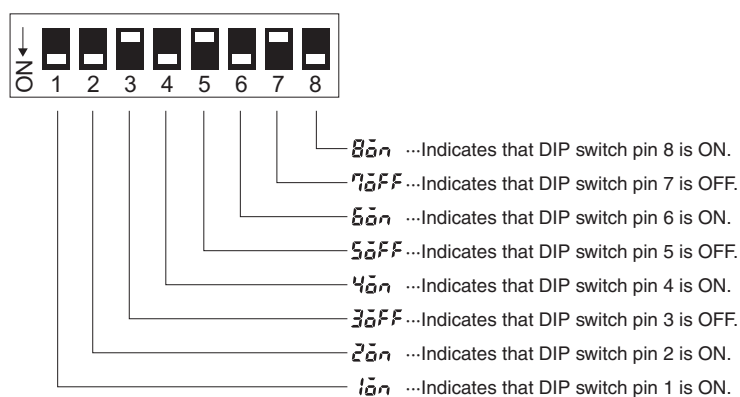 ON
1 2 3 4 5 6 7 8
8on ···Indicates that DIP switch pin 8 is ON.
7oFF···Indicates that DIP switch pin 7 is OFF.
6on ···Indicates that DIP switch pin 6 is ON.
5oFF···Indicates that DIP switch pin 5 is OFF.
4on ···Indicates that DIP switch pin 4 is ON.
3oFF···Indicates that DIP switch pin 3 is OFF.
2on ···Indicates that DIP switch pin 2 is ON.
1on ···Indicates that DIP switch pin 1 is ON.